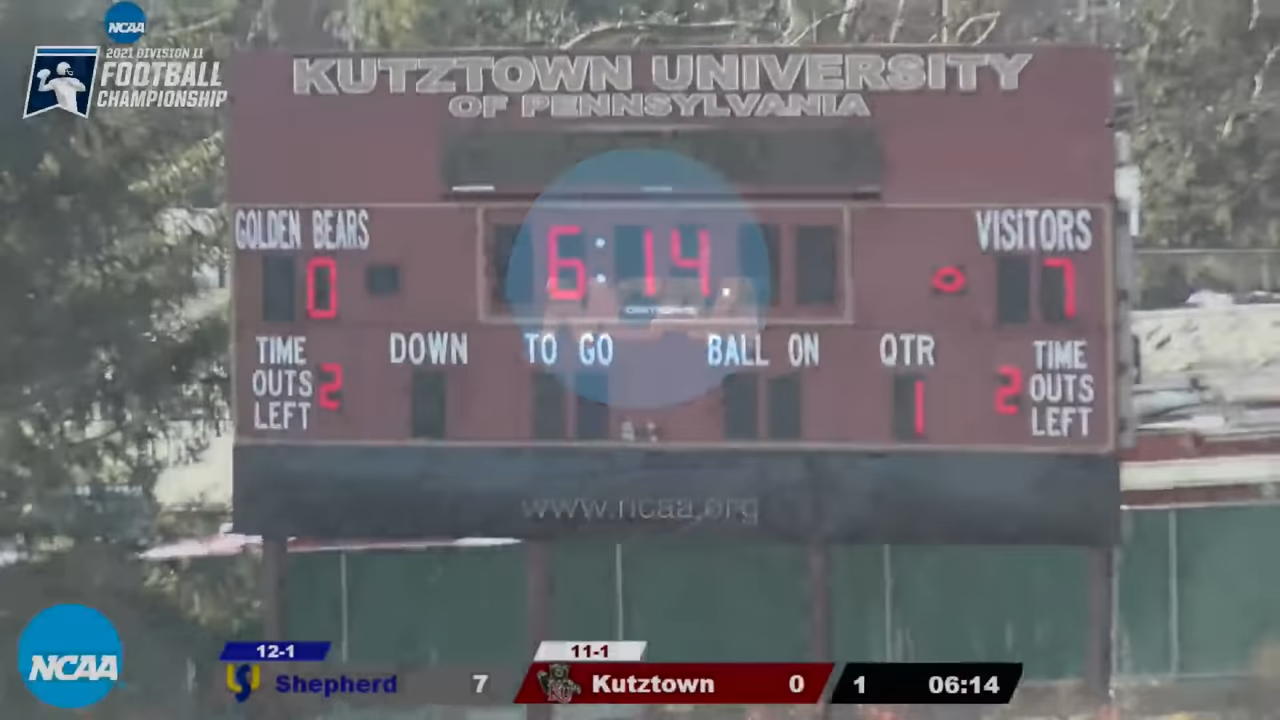 NCAA
2021 DIVISION II
FOOTBALL
CHAMPIONSHIP
KUTZTOWN UNIVERSITY
OF PENNSYLVANIA
GOLDEN BEARS
6:14
VISITORS
0
0
7
TIME OUTS LEFT
2
DOWN
TO GO
BALL ON
QTR
1
2
TIME OUTS LEFT
www.ncaa.org
NCAA
12-1
Shepherd 7
11-1
Kutztown 0
1 06:14